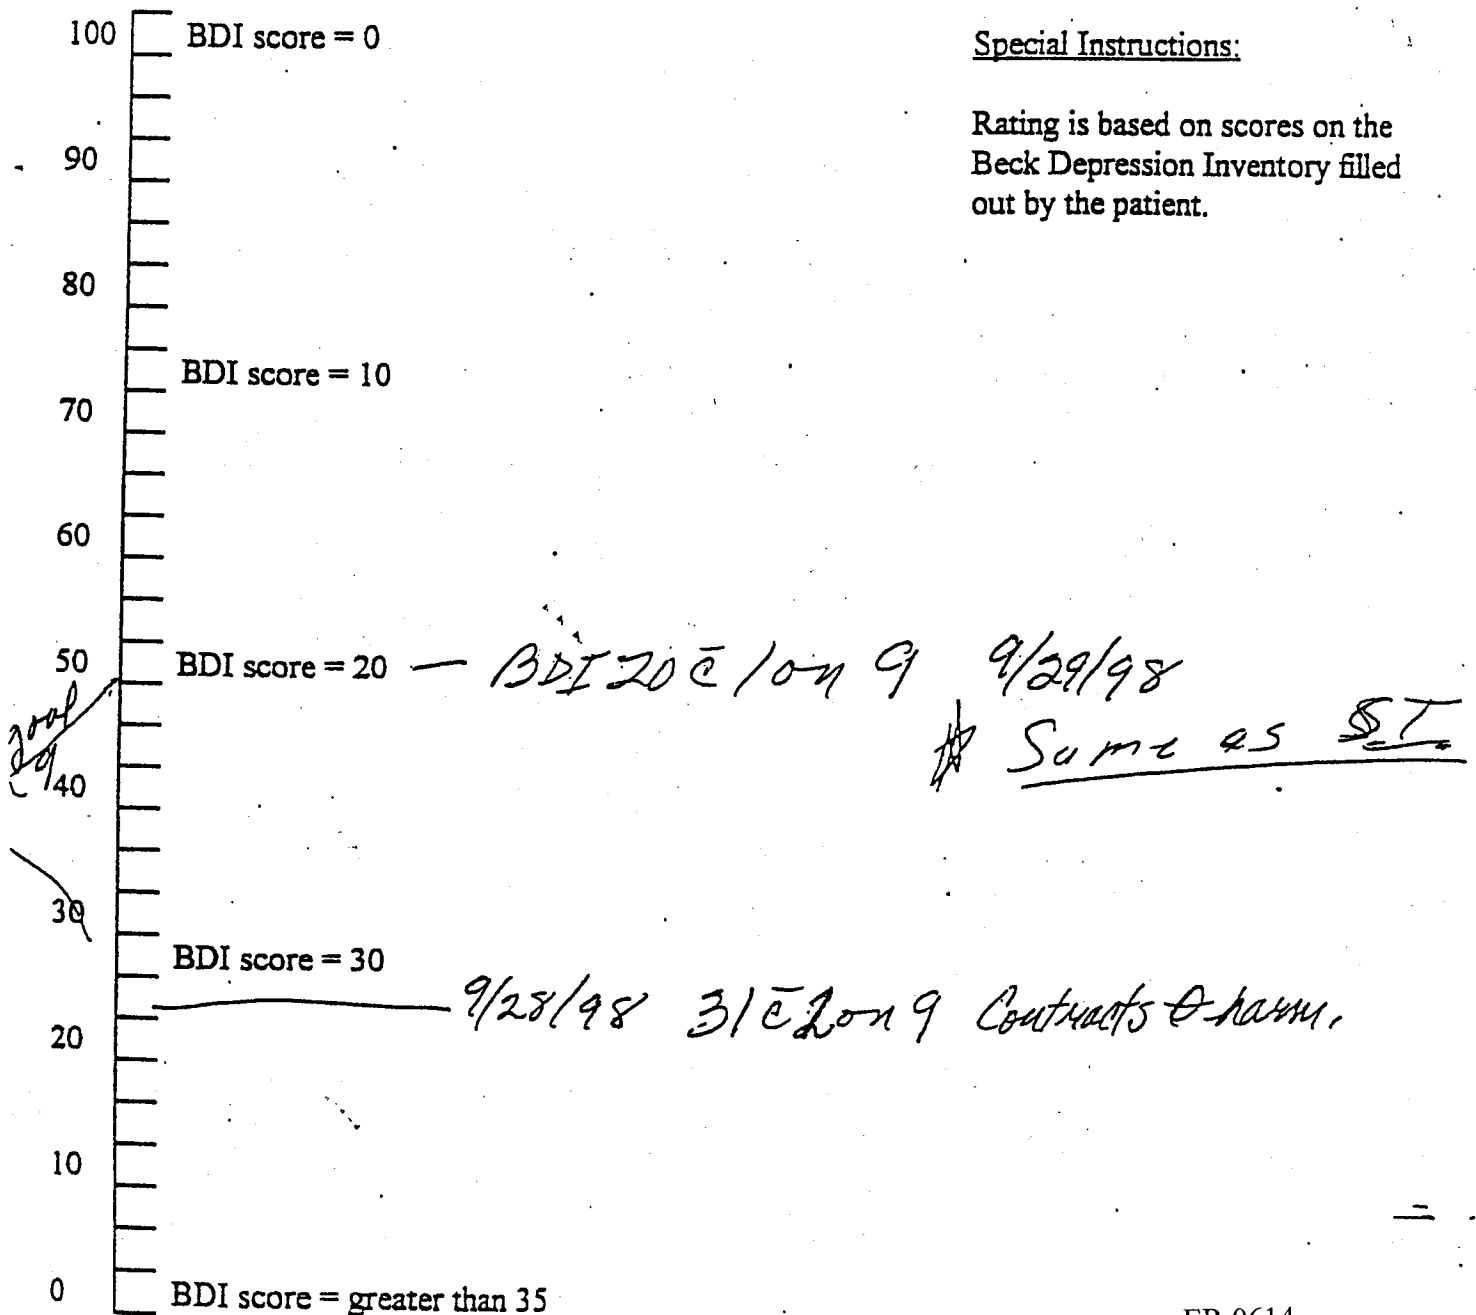 100 BDI score = 0
Special Instructions:
Rating is based on scores on the
Beck Depression Inventory filled
out by the patient.
90
80
BDI score = 10
70
60
50 BDI score = 20 — BDI 20 c̄ 1 on 9 9/29/98
* Same as S.T.
goal
40
30
BDI score = 30
9/28/98 31 c̄ 2 on 9 Contracts θ harm.
20
10
0 BDI score = greater than 35
EB 0614